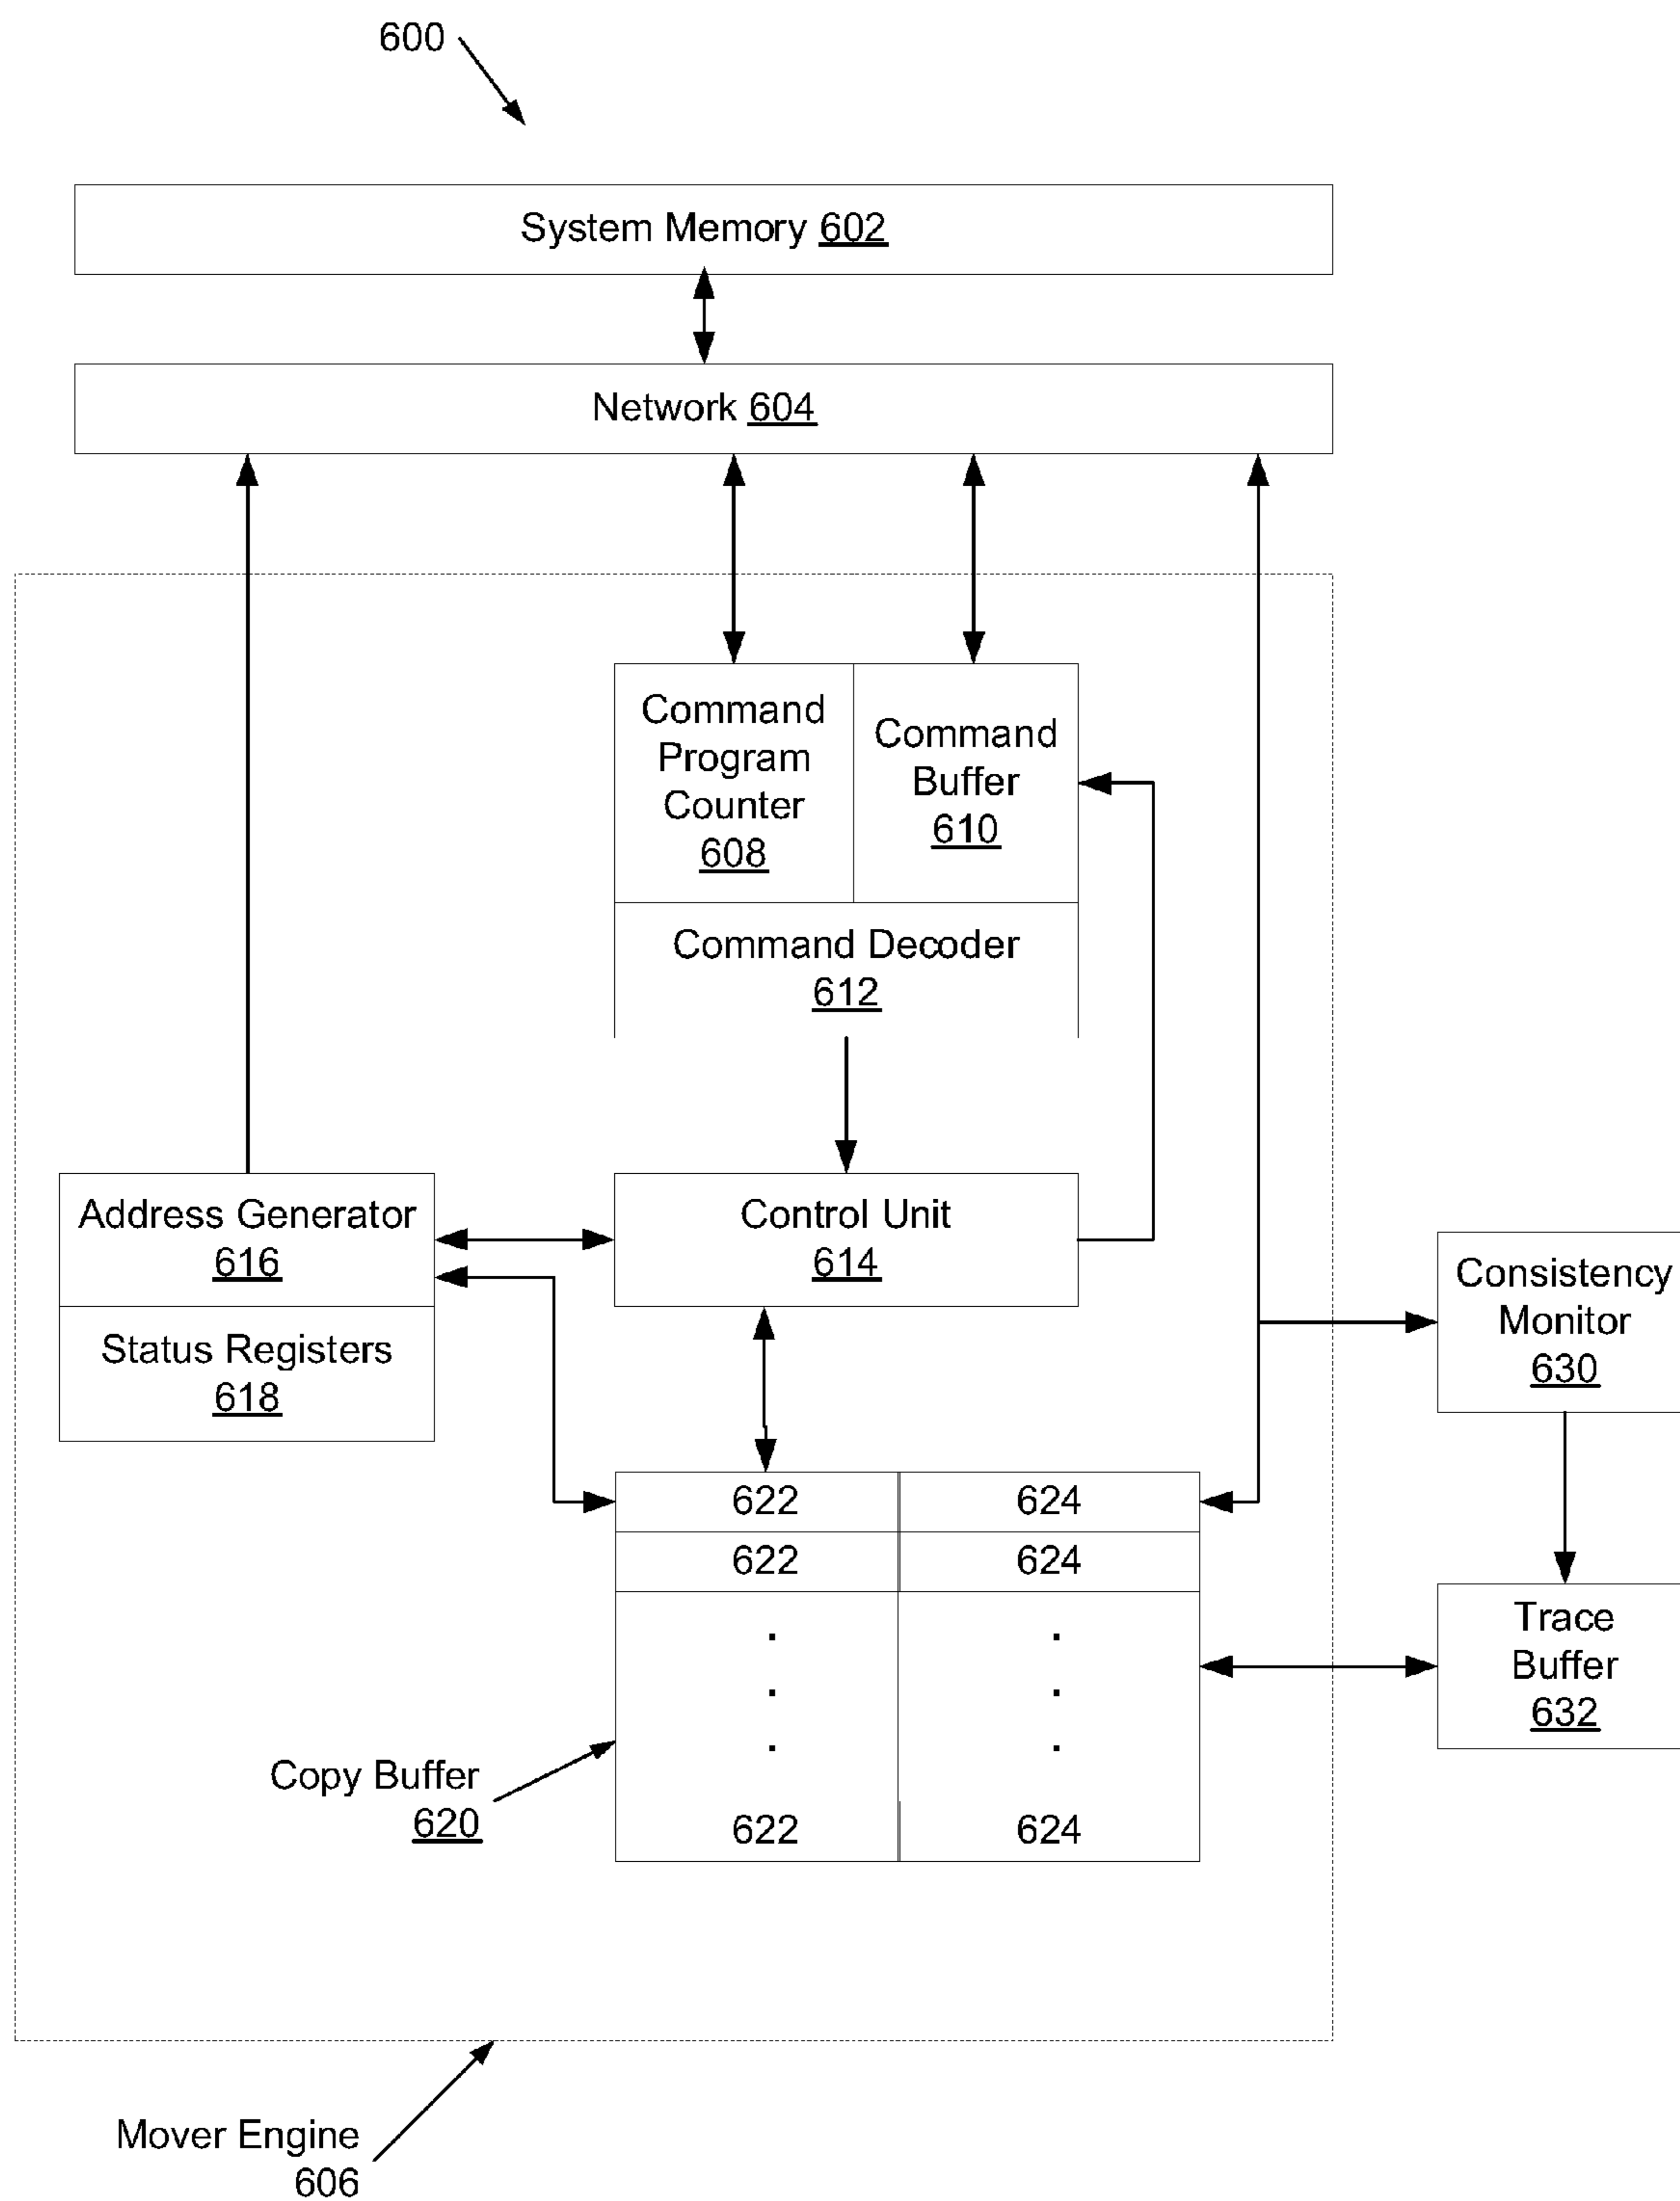 600
System Memory 602
Network 604
Command
Program
Counter
608
Command
Buffer
610
Command Decoder
612
Address Generator
616
Control Unit
614
Status Registers
618
Consistency
Monitor
630
622 624
622 624
. .
. .
. .
622 624
Trace
Buffer
632
Copy Buffer
620
Mover Engine
606